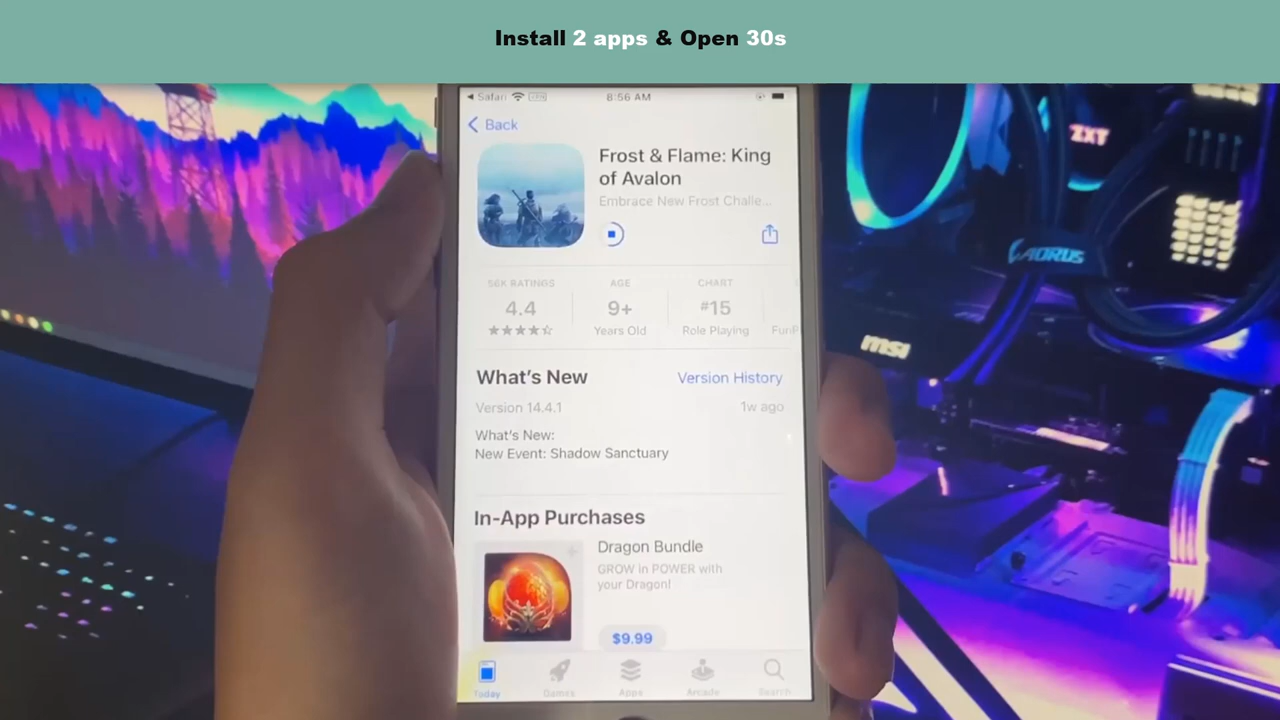 Install 2 apps & Open 30s
Safari
8:56 AM
Back
Frost & Flame: King
of Avalon
Embrace New Frost Challe...
56K RATINGS
AGE
CHART
4.4
9+
#15
Years Old
Role Playing
FunP
What's New
Version History
Version 14.4.1
1w ago
What's New:
New Event: Shadow Sanctuary
In-App Purchases
Dragon Bundle
GROW in POWER with
your Dragon!
$9.99
Today
Games
Apps
Arcade
Search
AORUS
msi